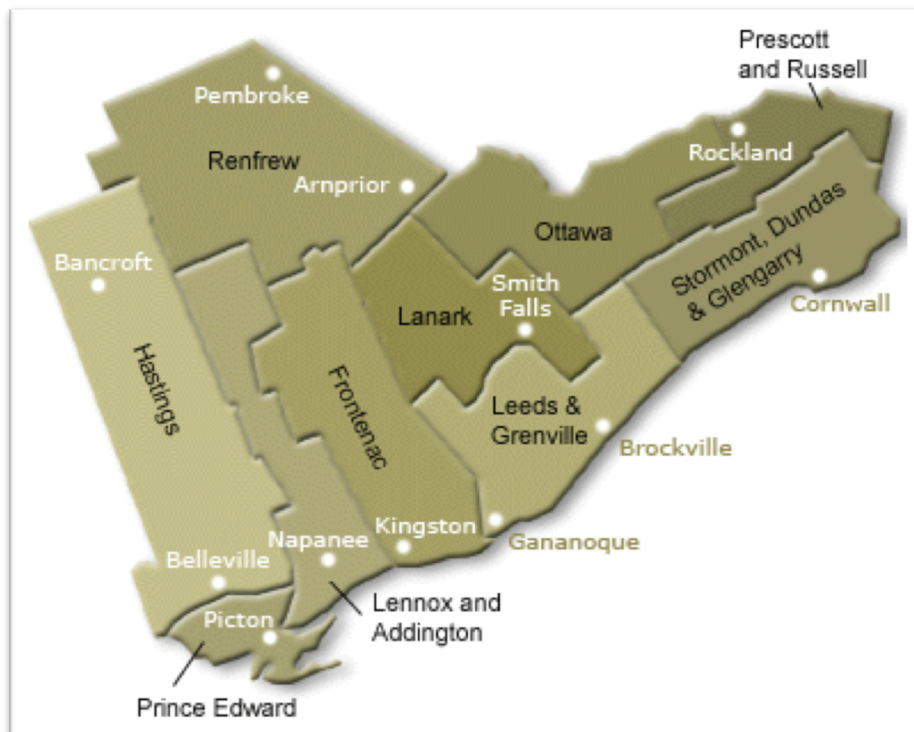 Prescott
and Russell
Pembroke
Rockland
Renfrew
Arnprior
Ottawa
Stormont, Dundas
& Glengarry
Bancroft
Smith
Falls
Cornwall
Lanark
Hastings
Frontenac
Leeds &
Grenville
Brockville
Kingston
Gananoque
Napanee
Belleville
Lennox and
Addington
Picton
Prince Edward